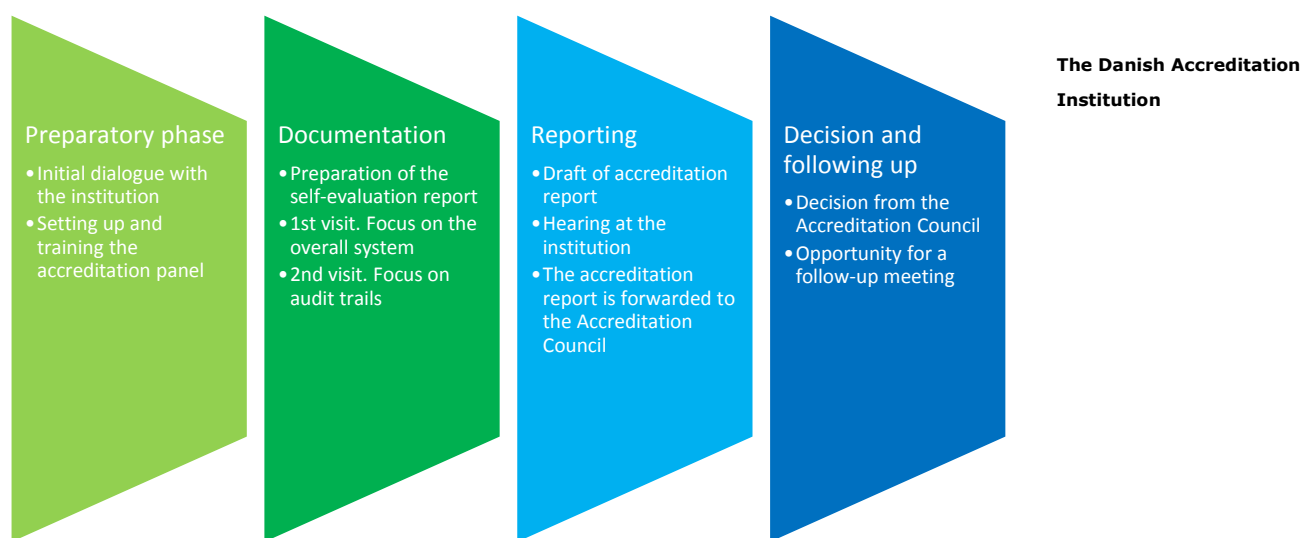 Preparatory phase
•Initial dialogue with
the institution
•Setting up and
training the
accreditation panel
Documentation
•Preparation of the
self-evaluation report
•1st visit. Focus on the
overall system
•2nd visit. Focus on
audit trails
Reporting
•Draft of accreditation
report
•Hearing at the
institution
•The accreditation
report is forwarded to
the Accreditation
Council
Decision and
following up
•Decision from the
Accreditation Council
•Opportunity for a
follow-up meeting
The Danish Accreditation
Institution